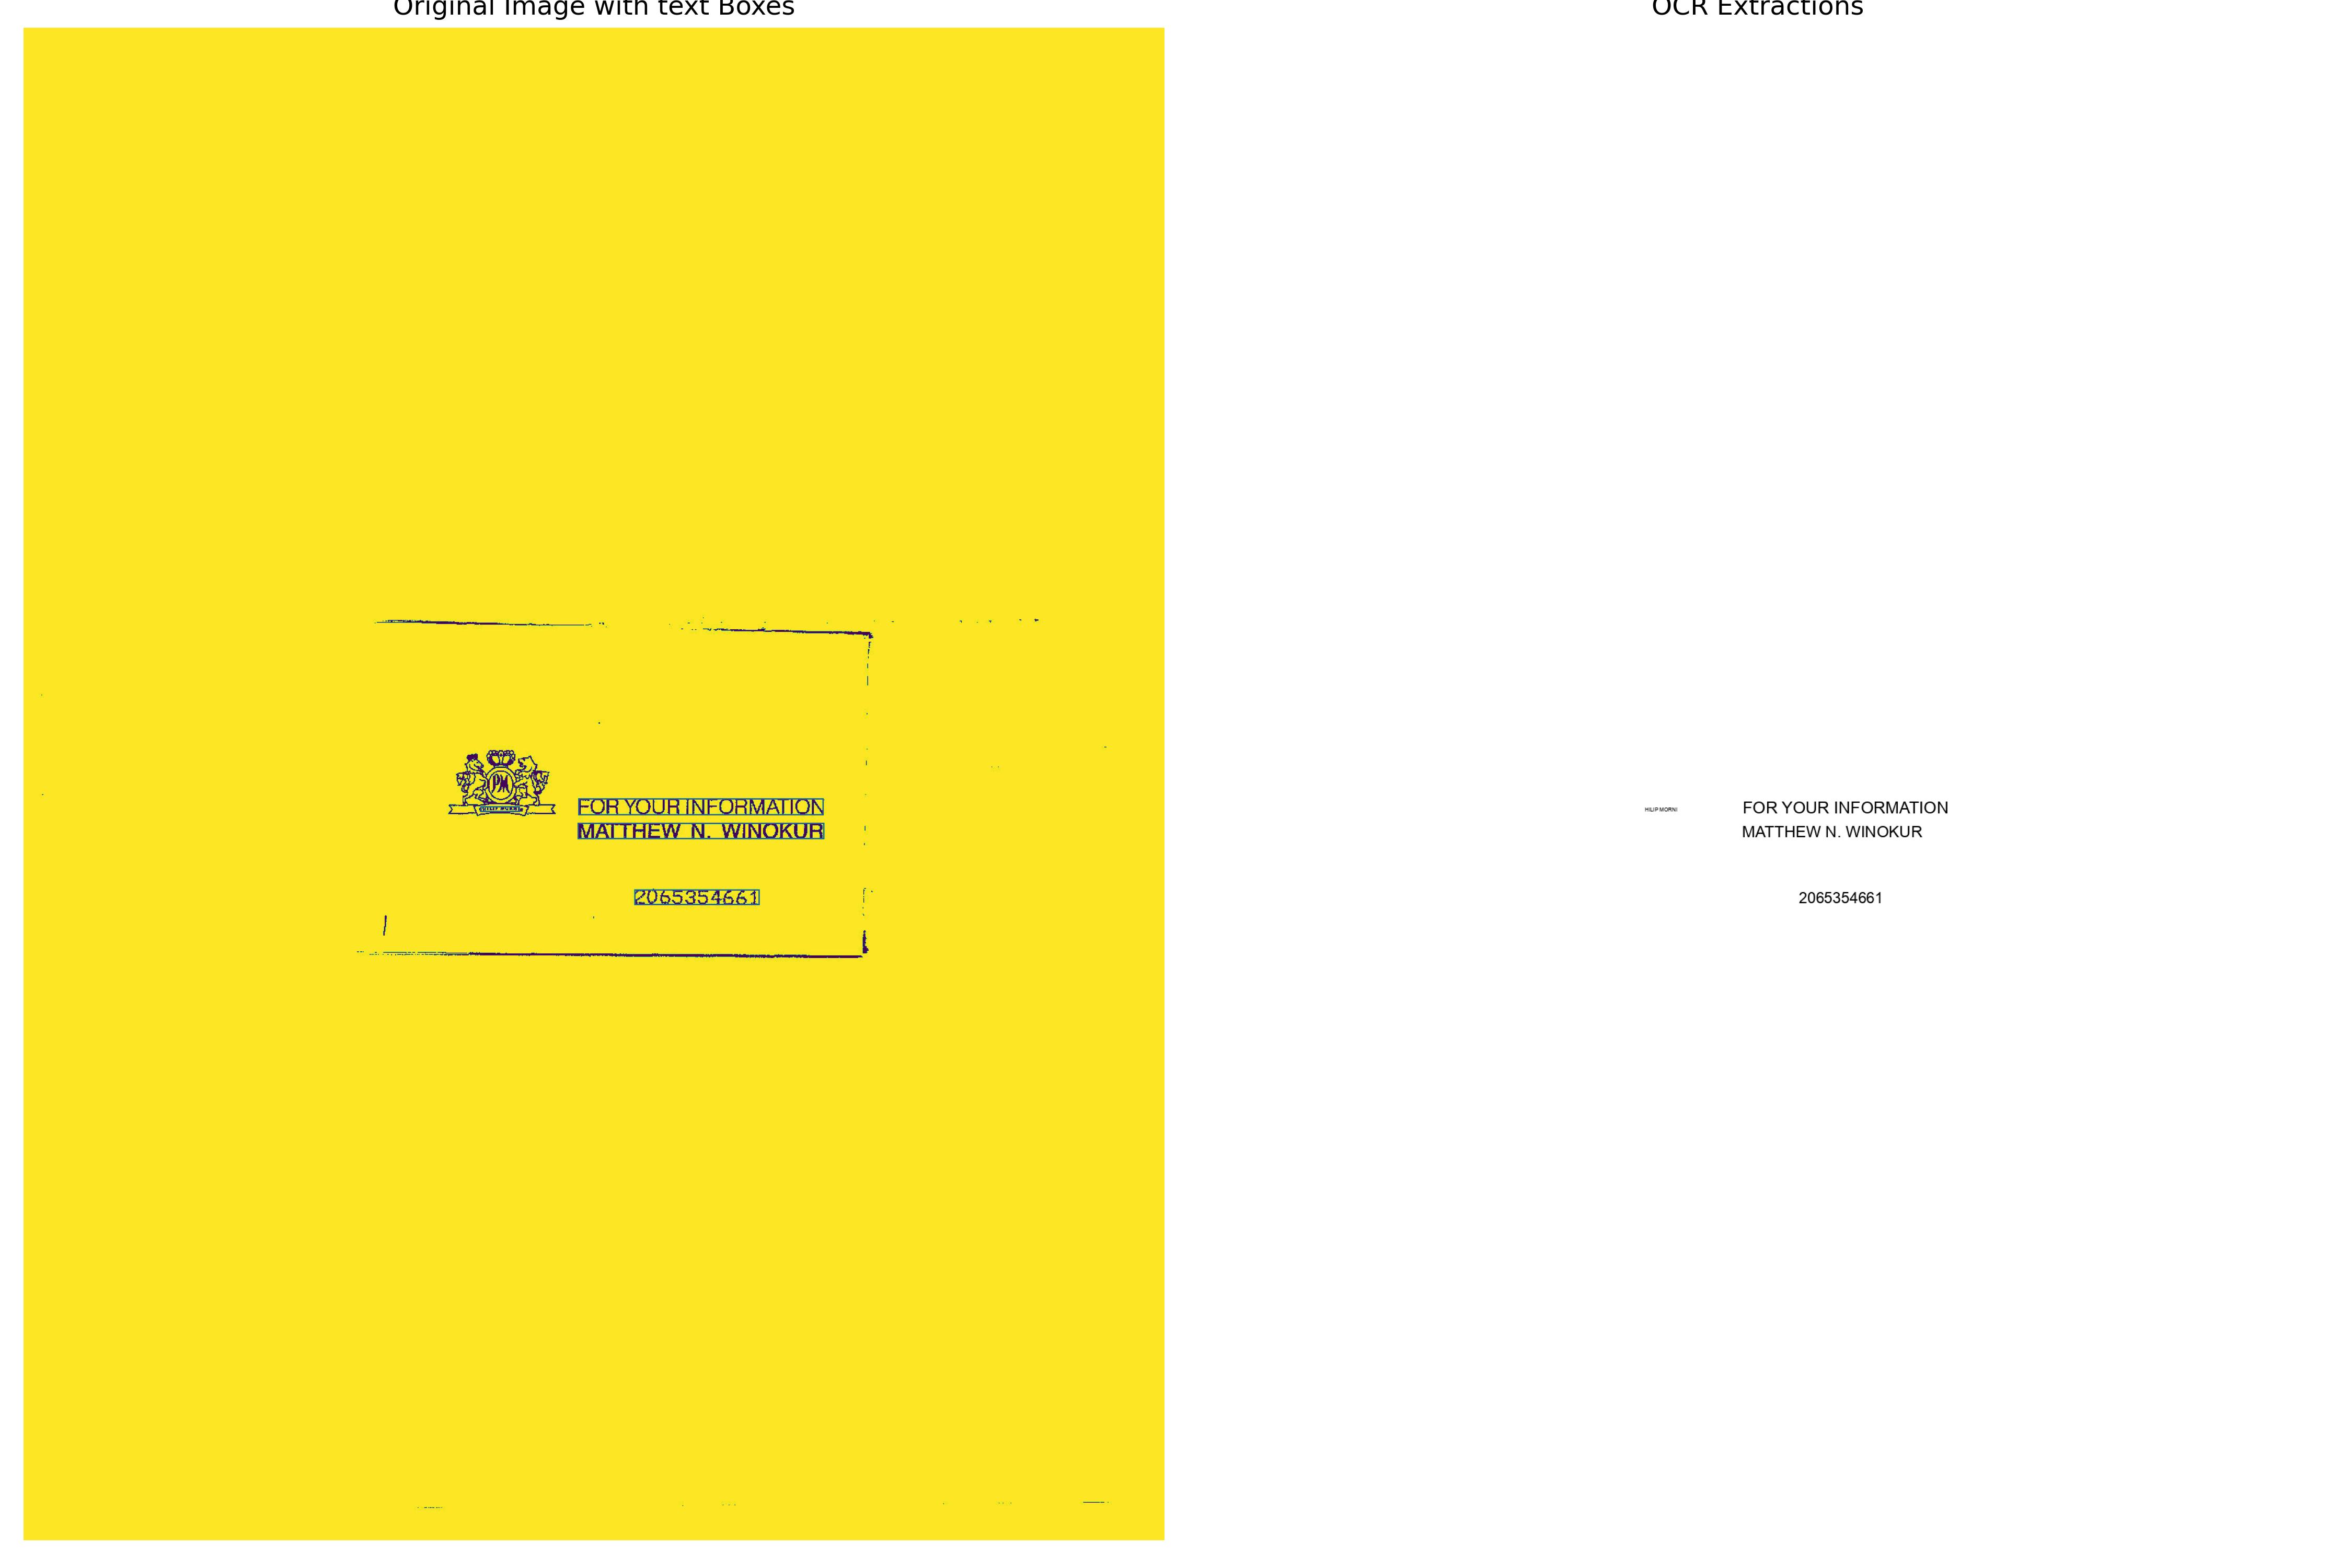 Original Image with text Boxes
OCR Extractions
PM
FOR YOUR INFORMATION
MATTHEW N. WINOKUR
2065354661
HILIP MORNI
FOR YOUR INFORMATION
MATTHEW N. WINOKUR
2065354661